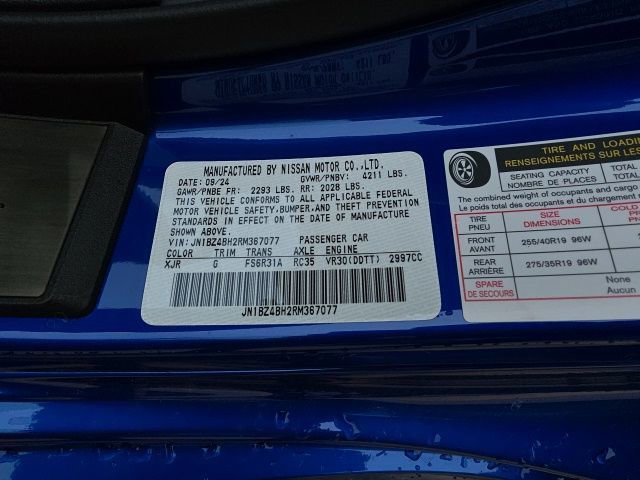 MANUFACTURED BY NISSAN MOTOR CO.,LTD.
DATE: 09/24 GVWR/PNBV: 4211 LBS.
GAWR/PNBE FR: 2293 LBS. RR: 2028 LBS.
THIS VEHICLE CONFORMS TO ALL APPLICABLE FEDERAL
MOTOR VEHICLE SAFETY,BUMPER,AND THEFT PREVENTION
STANDARDS IN EFFECT ON THE DATE OF MANUFACTURE
SHOWN ABOVE.
VIN: JN1BZ4BH2RM367077 PASSENGER CAR
COLOR TRIM TRANS AXLE ENGINE
XJR G FS6R31A RC35 VR30(DDTT) 2997CC
JN1BZ4BH2RM367077
TIRE AND LOADING
RENSEIGNEMENTS SUR LES
SEATING CAPACITY TOTAL
NOMBRE DE PLACES TOTAL
The combined weight of occupants and cargo
Le poids total des occupants et du chargement
TIRE SIZE COLD
PNEU DIMENSIONS
FRONT 255/40R19 96W
AVANT
REAR 275/35R19 96W
ARRIÈRE
SPARE None
DE SECOURS Aucun